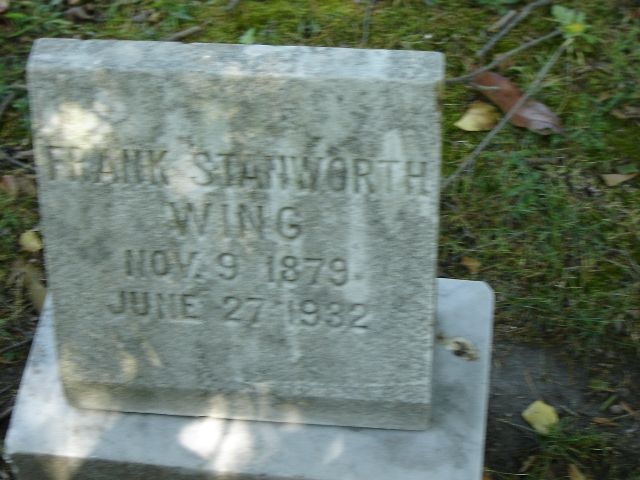 FRANK STANWORTH
WING
NOV. 9 1879
JUNE 27 1932